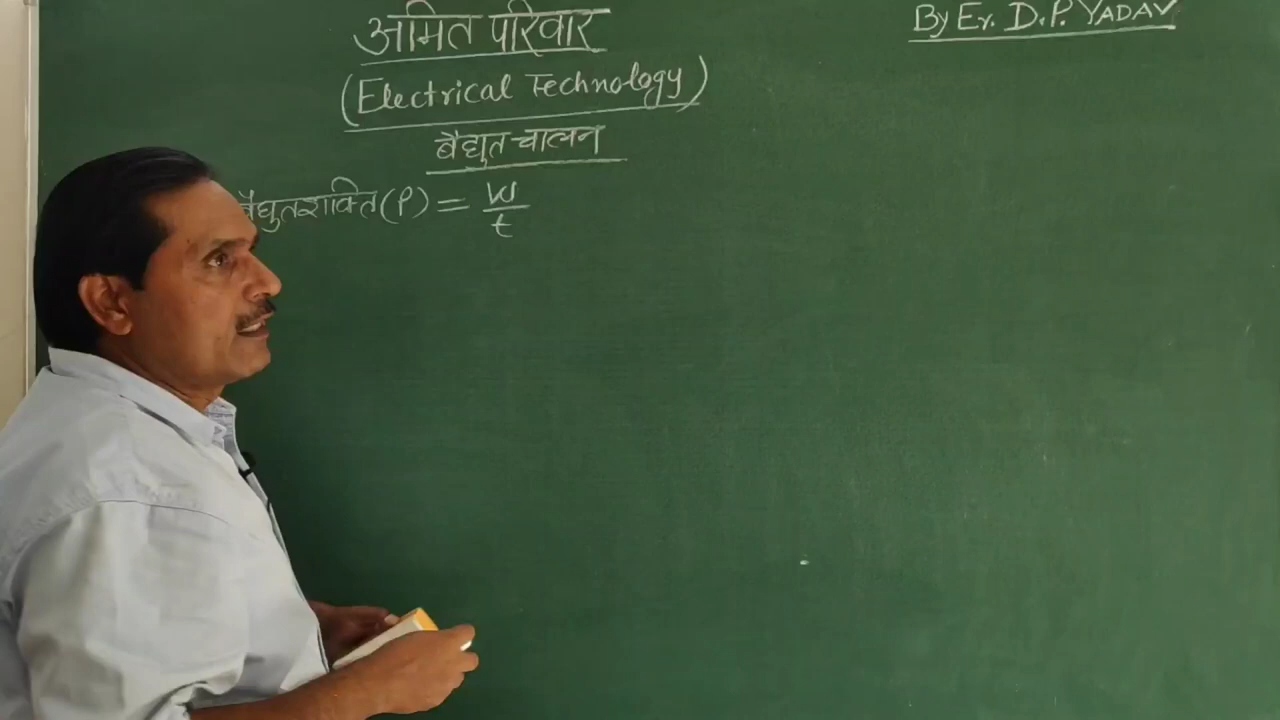 अमित परिवार
By Er. D.P. YADAV
(Electrical Technology)
बैद्युत चालन
बैद्युतशक्ति (P) = W/t